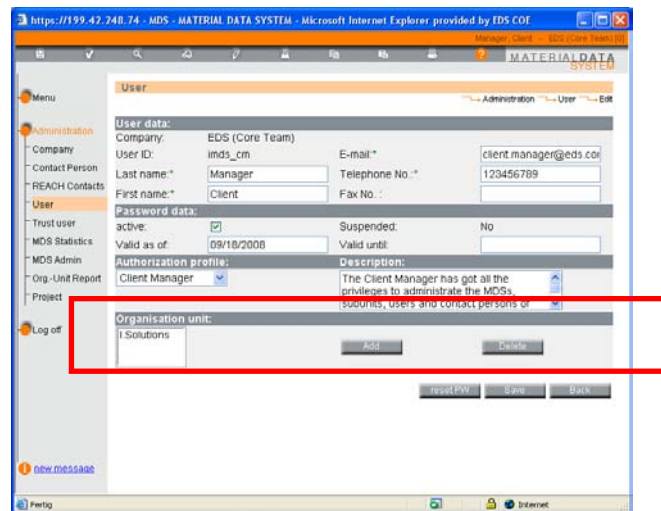 https://199.42.248.74 - MDS - MATERIAL DATA SYSTEM - Microsoft Internet Explorer provided by EDS COE
Manager, Client - EDS (Core Team) [0]
MATERIAL DATA
SYSTEM
Menu
Administration
Company
Contact Person
REACH Contacts
User
Trust user
MDS Statistics
MDS Admin
Org.-Unit Report
Project
Log off
new message
User
Administration User Edit
User data:
Company: EDS (Core Team)
User ID: imds_cm E-mail:* client.manager@eds.com
Last name:* Manager Telephone No.:* 123456789
First name:* Client Fax No. :
Password data:
active: Suspended: No
Valid as of: 09/18/2008 Valid until:
Authorization profile: Description:
Client Manager The Client Manager has got all the
privileges to administrate the MDSs,
subunits, users and contact persons of
Organisation unit:
I.Solutions Add Delete
reset PW Save Back
Fertig Internet